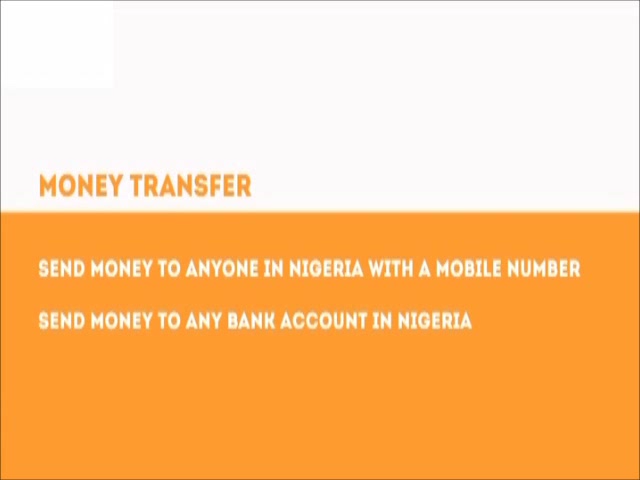 MONEY TRANSFER
SEND MONEY TO ANYONE IN NIGERIA WITH A MOBILE NUMBER
SEND MONEY TO ANY BANK ACCOUNT IN NIGERIA